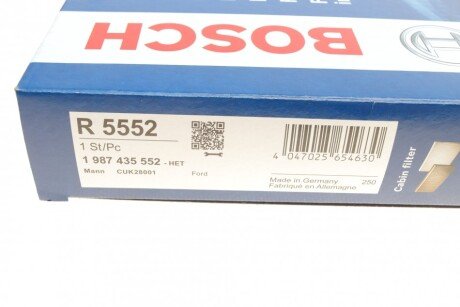 BOSCH
R 5552
1 St/Pc
1 987 435 552 - HET
Mann CUK28001 Ford
4 047025 654630
Made in Germany 250
Fabriqué en Allemagne
Cabin filter